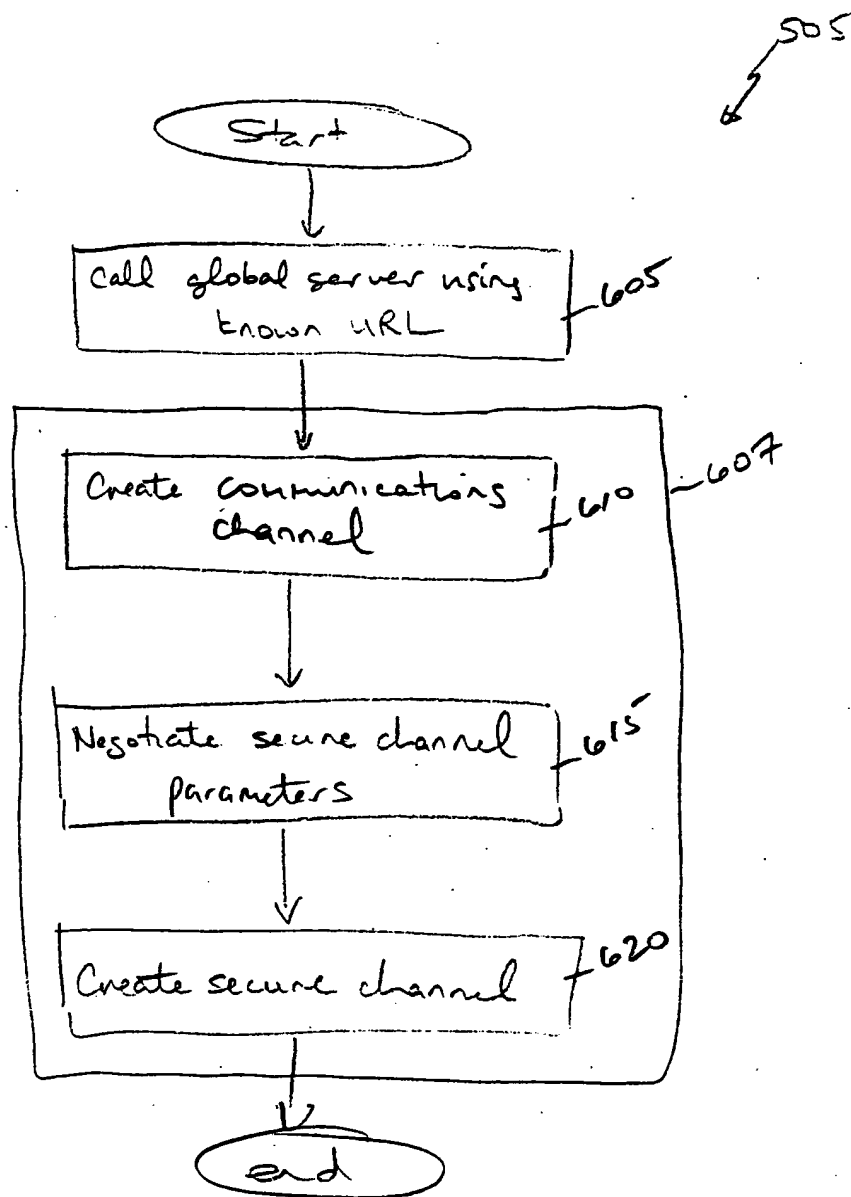 505
Start
Call global server using
known URL
605
607
Create communications
channel
610
Negotiate secure channel
parameters
615
Create secure channel
620
end